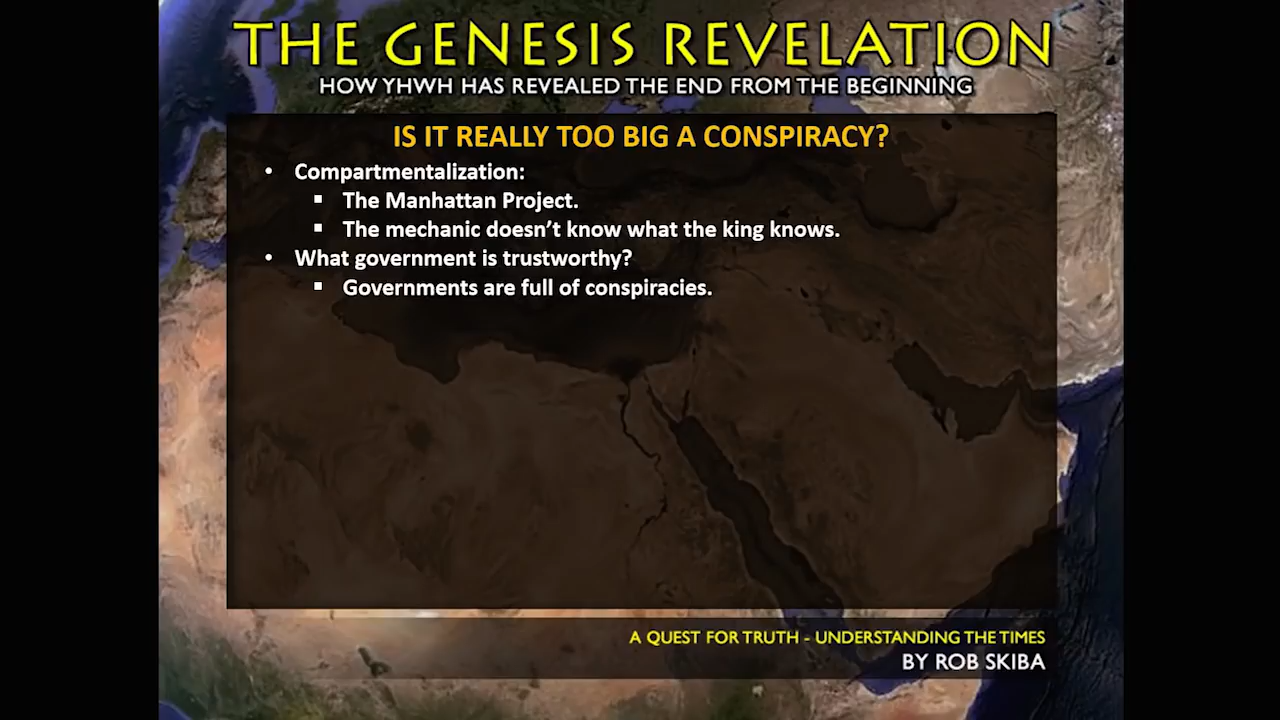 THE GENESIS REVELATION
HOW YHWH HAS REVEALED THE END FROM THE BEGINNING
IS IT REALLY TOO BIG A CONSPIRACY?
• Compartmentalization:
▪ The Manhattan Project.
▪ The mechanic doesn’t know what the king knows.
• What government is trustworthy?
▪ Governments are full of conspiracies.
A QUEST FOR TRUTH - UNDERSTANDING THE TIMES
BY ROB SKIBA